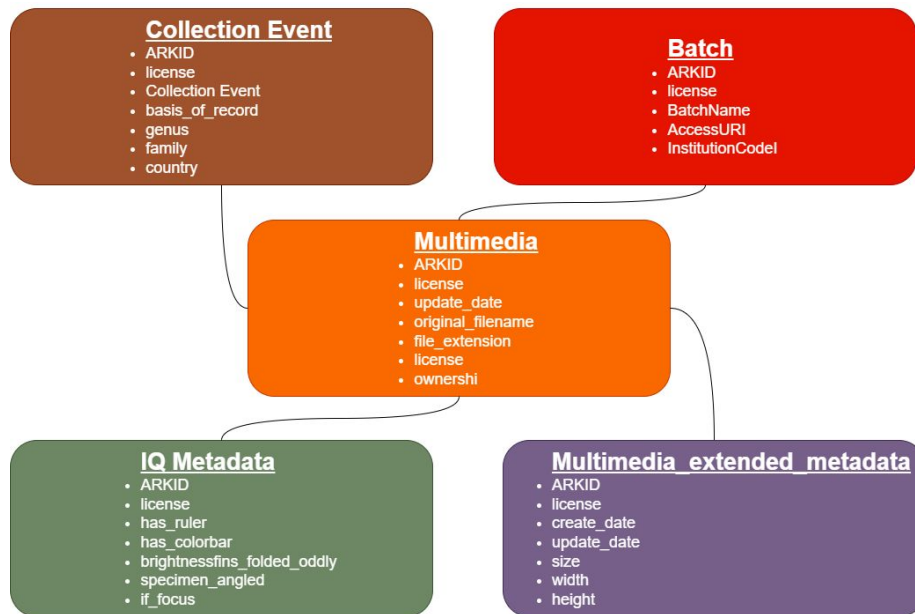 Collection Event
ARKID
license
Collection Event
basis_of_record
genus
family
country
Batch
ARKID
license
BatchName
AccessURI
InstitutionCodeI
Multimedia
ARKID
license
update_date
original_filename
file_extension
license
ownershi
IQ Metadata
ARKID
license
has_ruler
has_colorbar
brightnessfins_folded_oddly
specimen_angled
if_focus
Multimedia_extended_metadata
ARKID
license
create_date
update_date
size
width
height